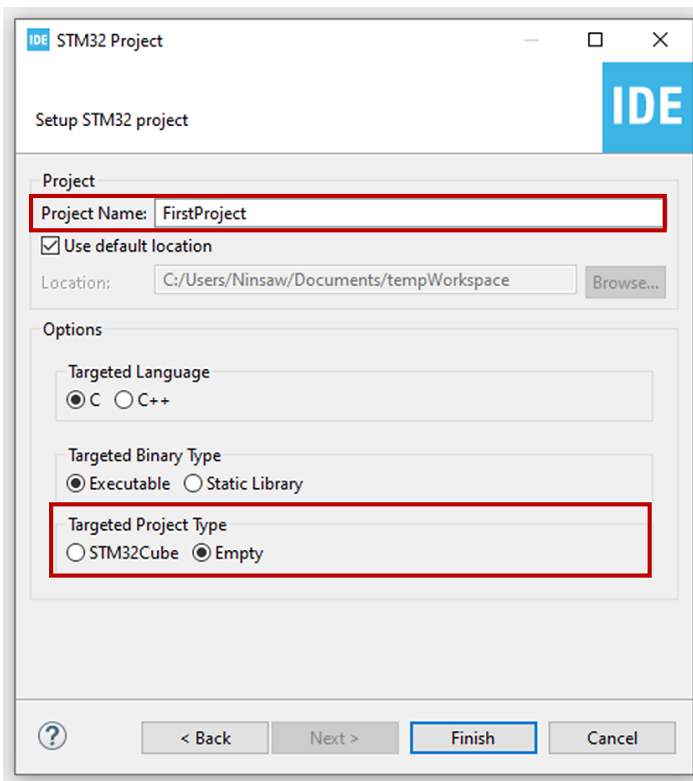 IDE STM32 Project
IDE
Setup STM32 project
Project
Project Name: FirstProject
Use default location
Location: C:/Users/Ninsaw/Documents/tempWorkspace Browse...
Options
Targeted Language
C C++
Targeted Binary Type
Executable Static Library
Targeted Project Type
STM32Cube Empty
? < Back Next > Finish Cancel